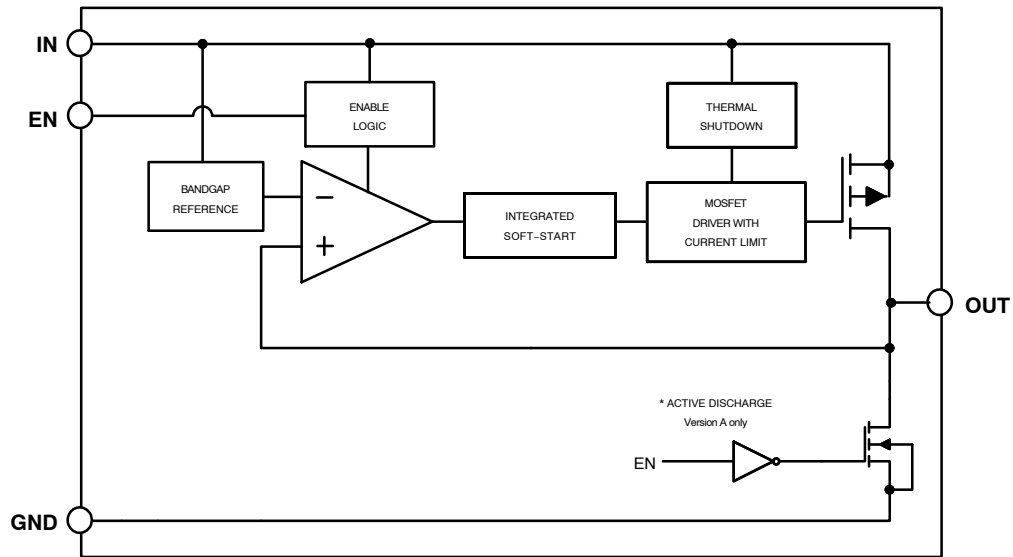 IN
EN
ENABLE
LOGIC
THERMAL
SHUTDOWN
BANDGAP
REFERENCE
−
+
INTEGRATED
SOFT−START
MOSFET
DRIVER WITH
CURRENT LIMIT
OUT
* ACTIVE DISCHARGE
Version A only
EN
GND